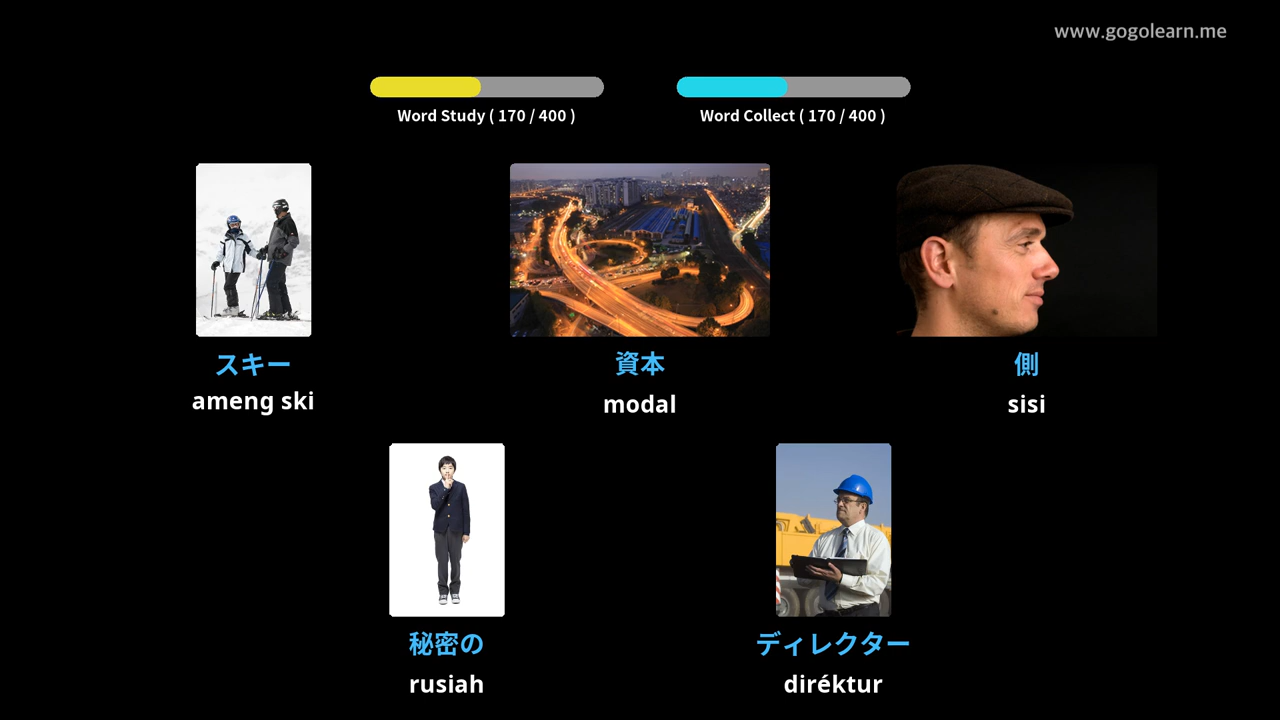 www.gogolearn.me
Word Study ( 170 / 400 )
Word Collect ( 170 / 400 )
スキー
ameng ski
資本
modal
側
sisi
秘密の
rusiah
ディレクター
diréktur